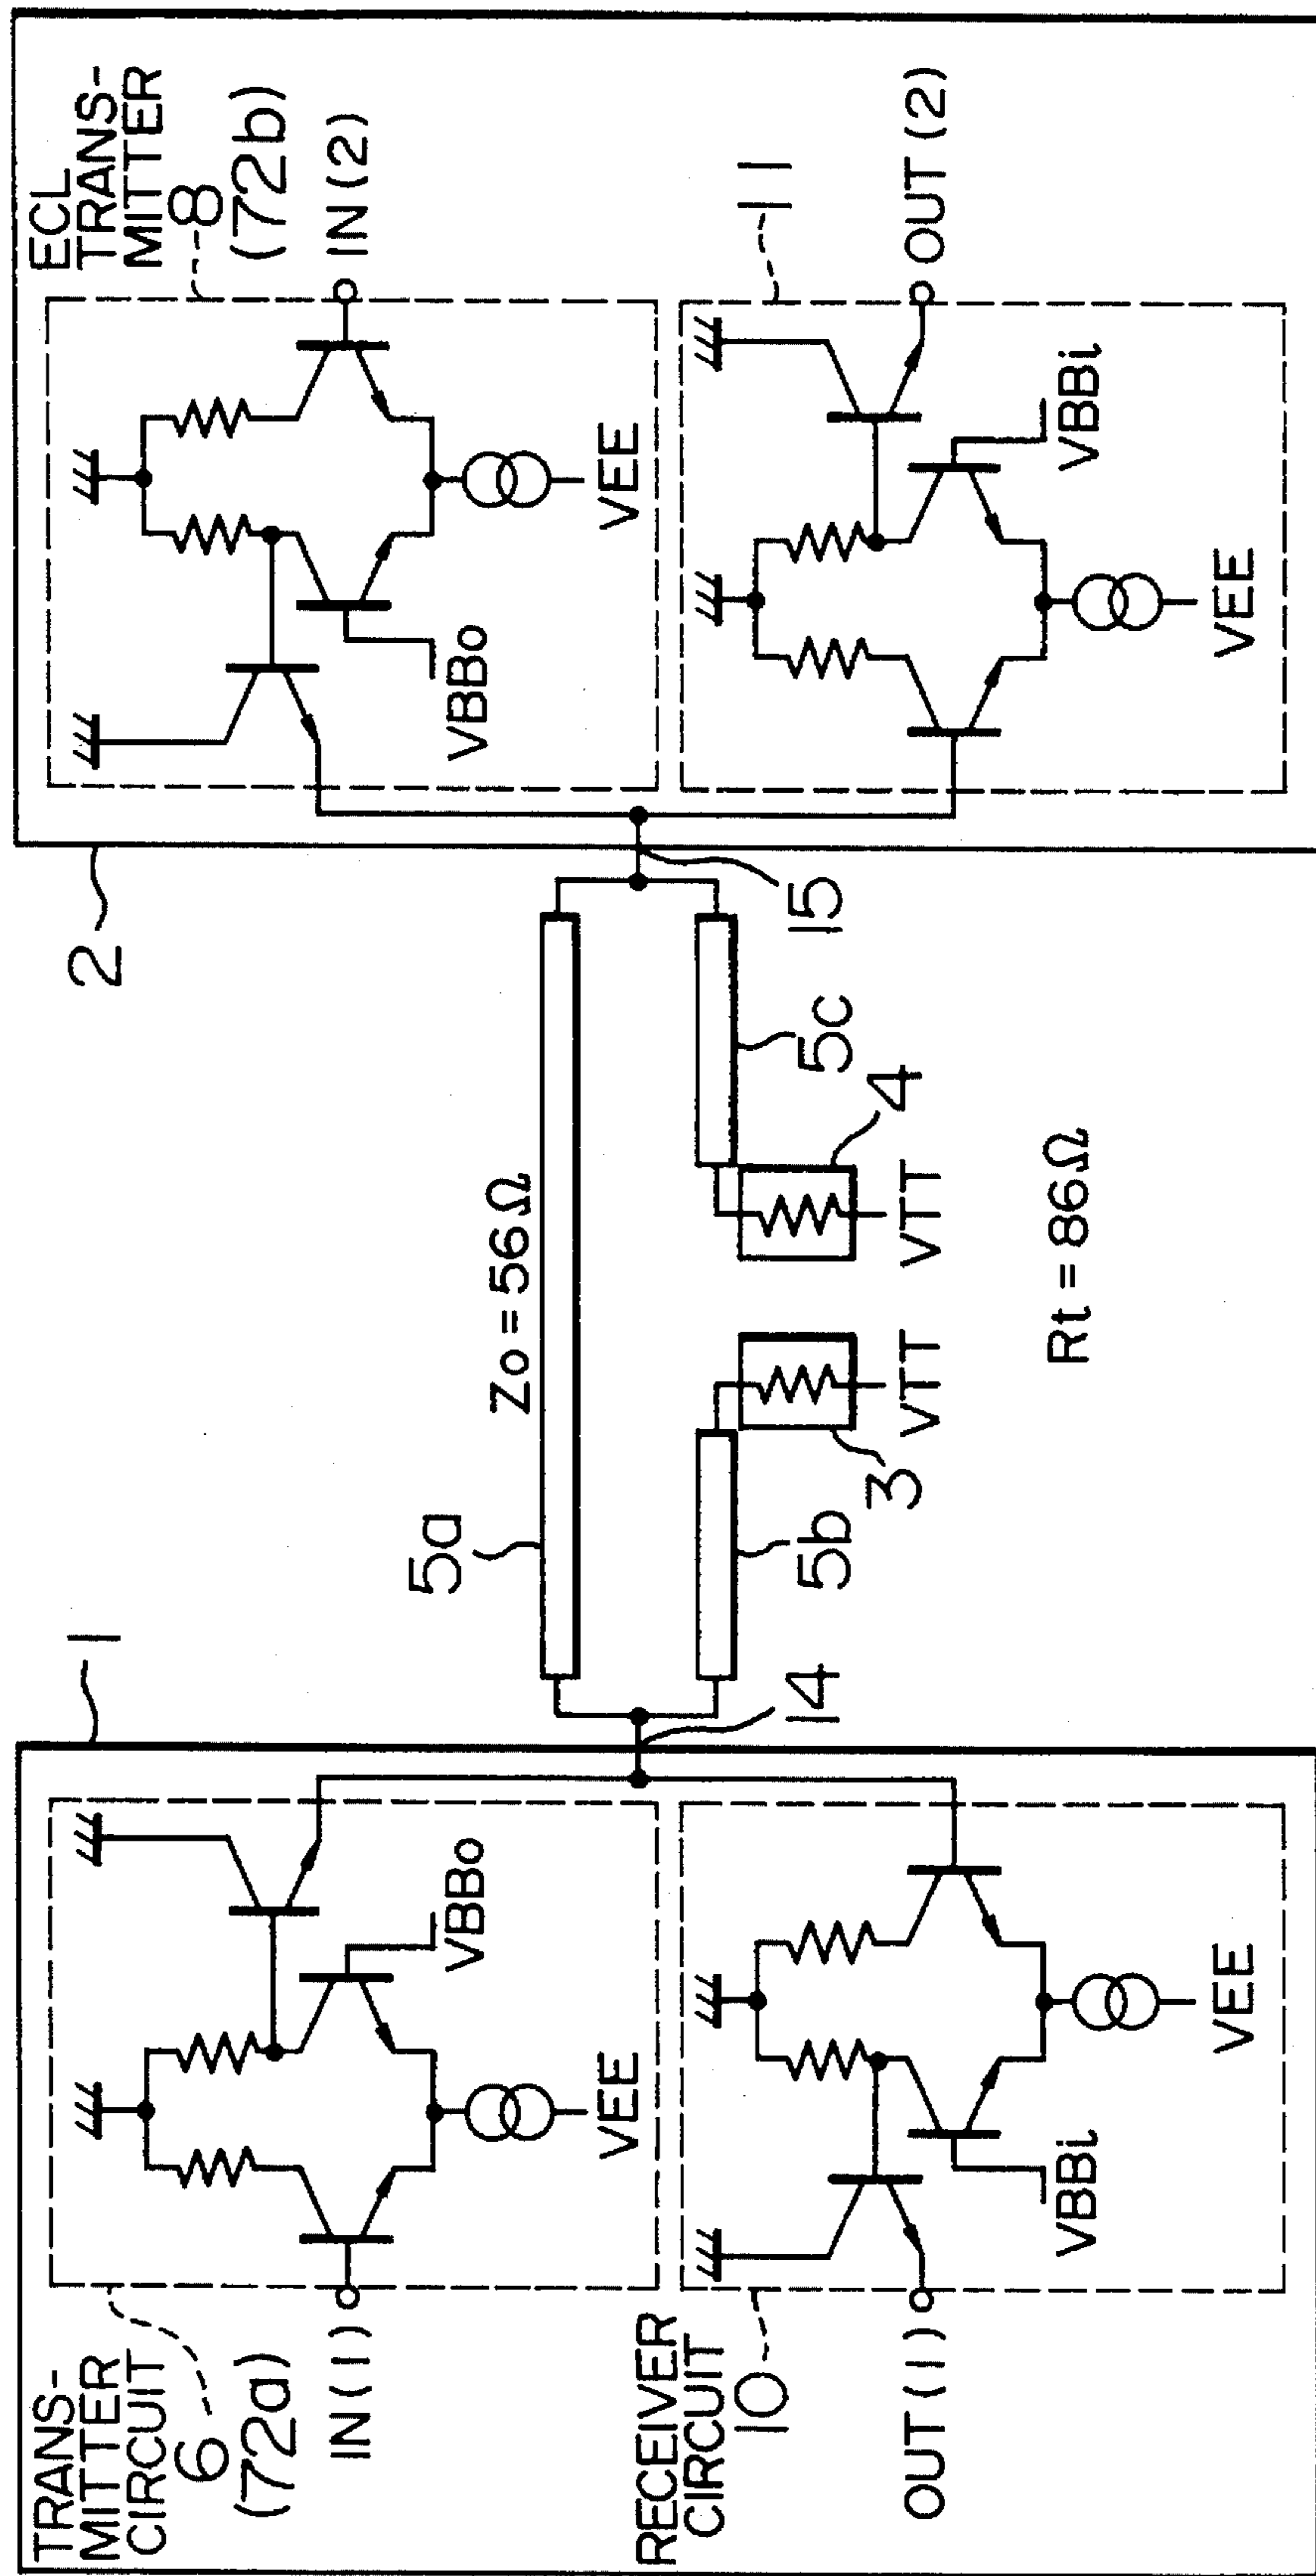 TRANS-
MITTER
CIRCUIT
6
(72a)
IN (1)
VBBo
VEE
RECEIVER
CIRCUIT
10
OUT (1)
VBBi
VEE
1
14
5a
Zo = 56Ω
5b
3
VTT
4
VTT
5c
Rt = 86Ω
15
2
ECL
TRANS-
MITTER
8
(72b)
IN (2)
VBBo
VEE
11
OUT (2)
VBBi
VEE